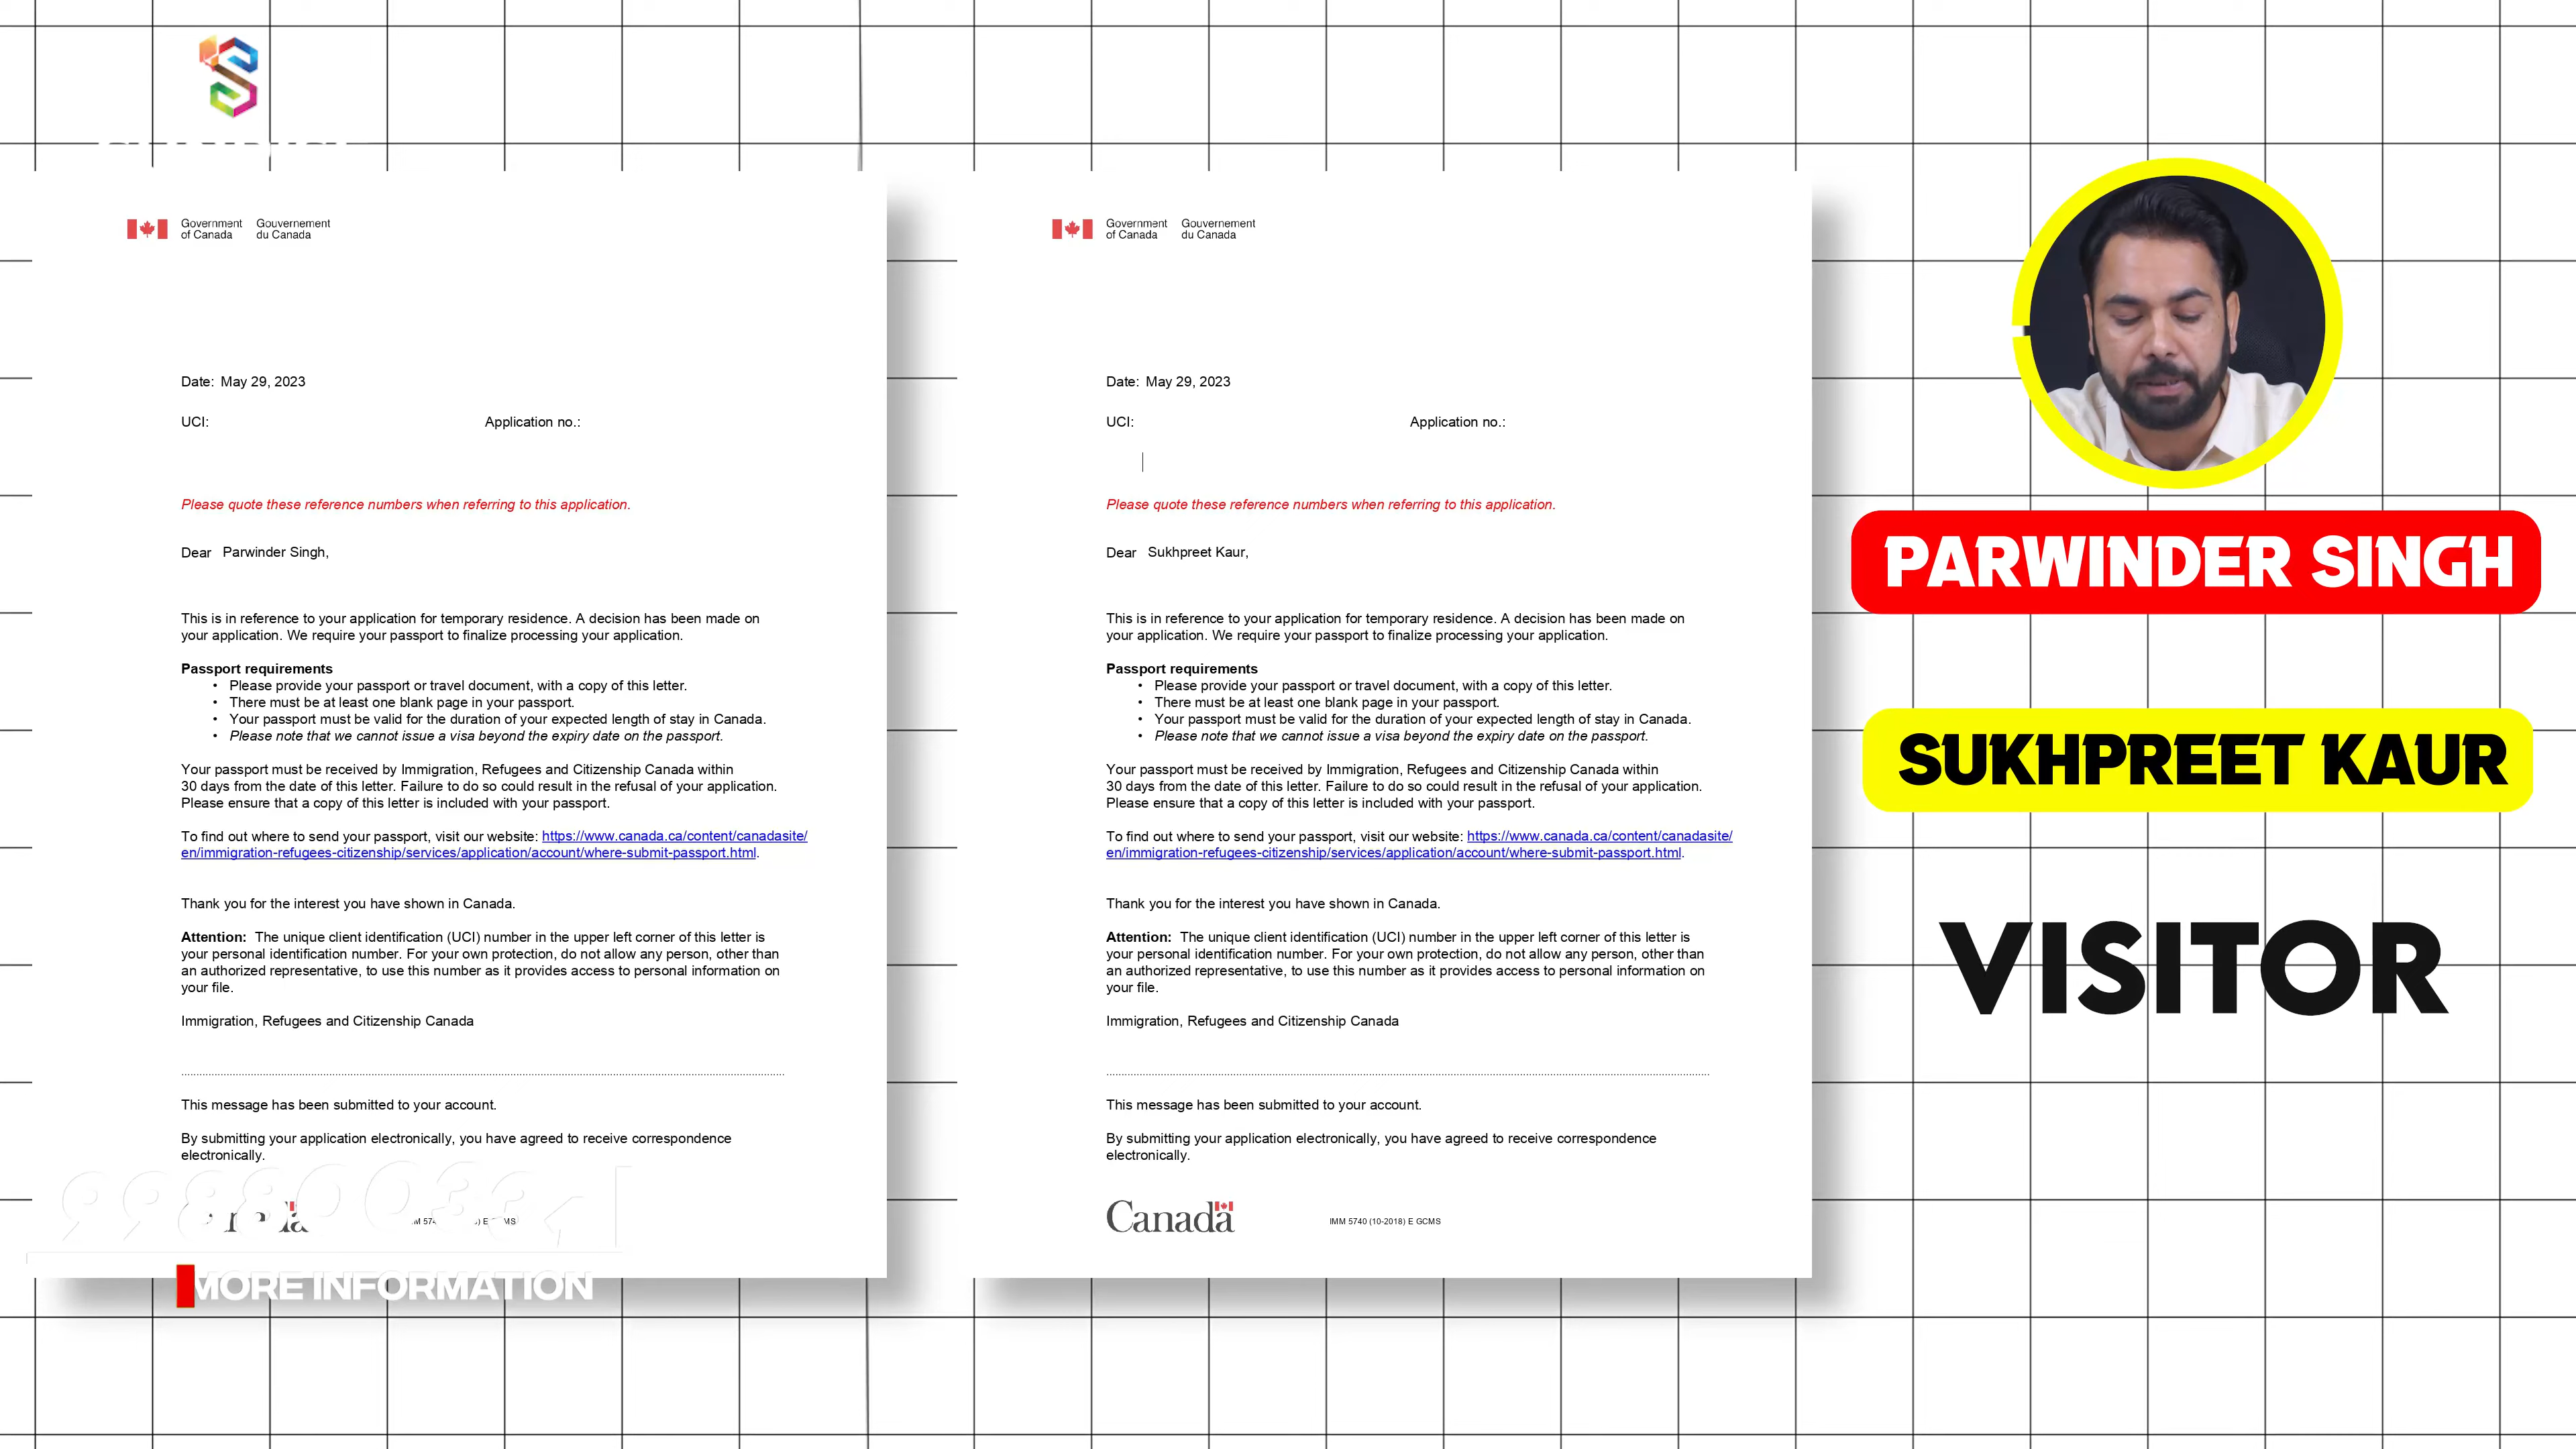 Government of Canada
Gouvernement du Canada
Date: May 29, 2023
UCI:
Application no.:
Please quote these reference numbers when referring to this application.
Dear Parwinder Singh,
This is in reference to your application for temporary residence. A decision has been made on
your application. We require your passport to finalize processing your application.
Passport requirements
• Please provide your passport or travel document, with a copy of this letter.
• There must be at least one blank page in your passport.
• Your passport must be valid for the duration of your expected length of stay in Canada.
• Please note that we cannot issue a visa beyond the expiry date on the passport.
Your passport must be received by Immigration, Refugees and Citizenship Canada within
30 days from the date of this letter. Failure to do so could result in the refusal of your application.
Please ensure that a copy of this letter is included with your passport.
To find out where to send your passport, visit our website: https://www.canada.ca/content/canadasite/
en/immigration-refugees-citizenship/services/application/account/where-submit-passport.html.
Thank you for the interest you have shown in Canada.
Attention: The unique client identification (UCI) number in the upper left corner of this letter is
your personal identification number. For your own protection, do not allow any person, other than
an authorized representative, to use this number as it provides access to personal information on
your file.
Immigration, Refugees and Citizenship Canada
This message has been submitted to your account.
By submitting your application electronically, you have agreed to receive correspondence
electronically.
MORE INFORMATION
Government of Canada
Gouvernement du Canada
Date: May 29, 2023
UCI:
Application no.:
Please quote these reference numbers when referring to this application.
Dear Sukhpreet Kaur,
This is in reference to your application for temporary residence. A decision has been made on
your application. We require your passport to finalize processing your application.
Passport requirements
• Please provide your passport or travel document, with a copy of this letter.
• There must be at least one blank page in your passport.
• Your passport must be valid for the duration of your expected length of stay in Canada.
• Please note that we cannot issue a visa beyond the expiry date on the passport.
Your passport must be received by Immigration, Refugees and Citizenship Canada within
30 days from the date of this letter. Failure to do so could result in the refusal of your application.
Please ensure that a copy of this letter is included with your passport.
To find out where to send your passport, visit our website: https://www.canada.ca/content/canadasite/
en/immigration-refugees-citizenship/services/application/account/where-submit-passport.html.
Thank you for the interest you have shown in Canada.
Attention: The unique client identification (UCI) number in the upper left corner of this letter is
your personal identification number. For your own protection, do not allow any person, other than
an authorized representative, to use this number as it provides access to personal information on
your file.
Immigration, Refugees and Citizenship Canada
This message has been submitted to your account.
By submitting your application electronically, you have agreed to receive correspondence
electronically.
Canada
IMM 5740 (10-2018) E GCMS
PARWINDER SINGH
SUKHPREET KAUR
VISITOR